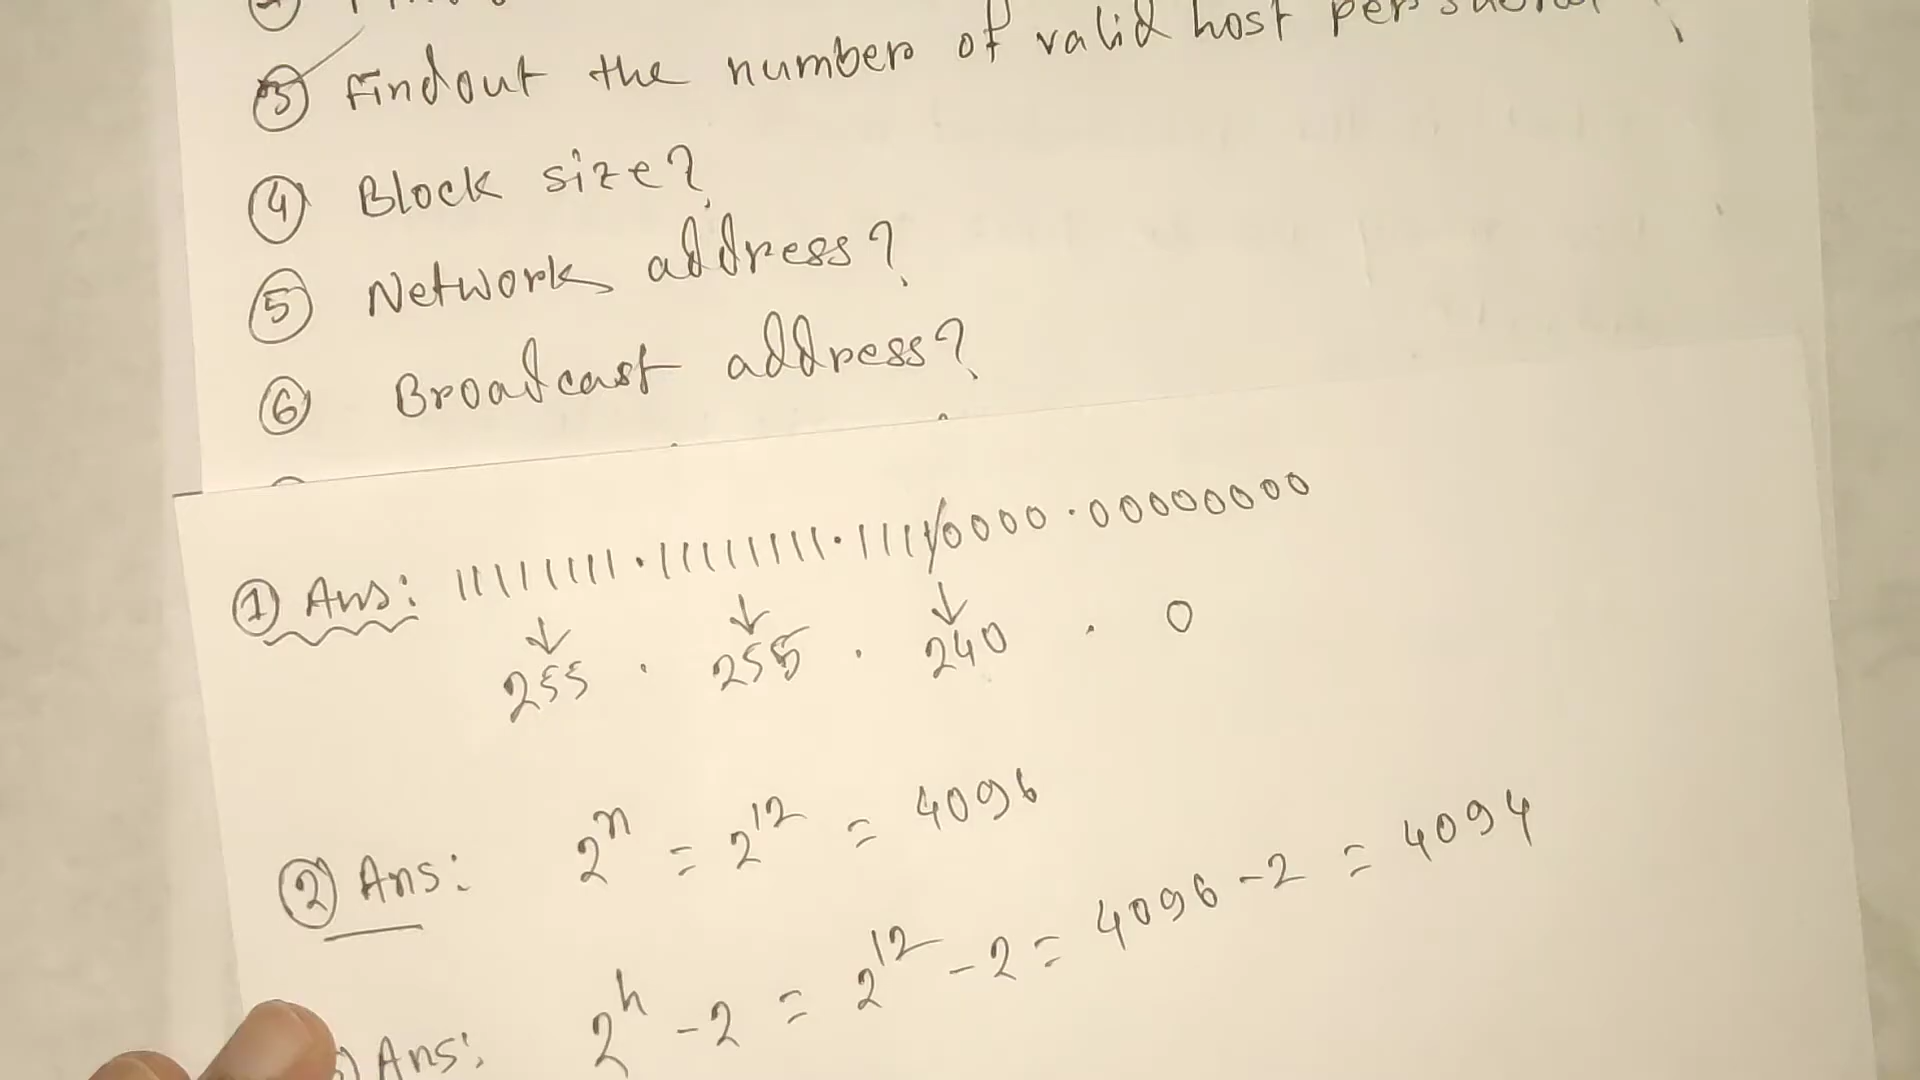 ③ Findout the number of valid host per
④ Block size?
⑤ Network address?
⑥ Broadcast address?
① Ans: 11111111.11111111.11110000.00000000
255 . 255 . 240 . 0
② Ans: 2^n = 2^12 = 4096
Ans: 2^h - 2 = 2^12 - 2 = 4096 - 2 = 4094